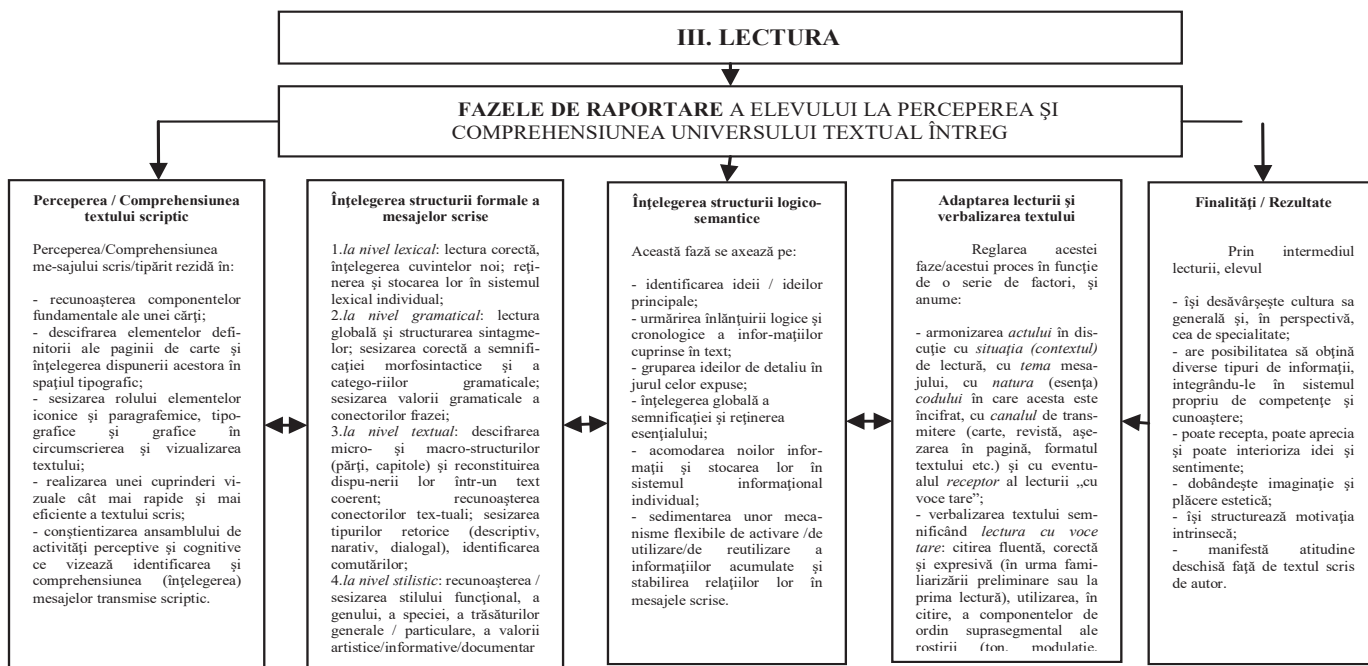 III. LECTURA
FAZELE DE RAPORTARE A ELEVULUI LA PERCEPEREA ŞI
COMPREHENSIUNEA UNIVERSULUI TEXTUAL ÎNTREG
Perceperea / Comprehensiunea
textului scriptic
Perceperea/Comprehensiunea
me-sajului scris/tipărit rezidă în:
- recunoaşterea componentelor
fundamentale ale unei cărţi;
- descifrarea elementelor defi-
nitorii ale paginii de carte şi
înţelegerea dispunerii acestora în
spaţiul tipografic;
- sesizarea rolului elementelor
iconice şi paragrafemice, tipo-
grafice şi grafice în
circumscrierea şi vizualizarea
textului;
- realizarea unei cuprinderi vi-
zuale cât mai rapide şi mai
eficiente a textului scris;
- conştientizarea ansamblului de
activităţi perceptive şi cognitive
ce vizează identificarea şi
comprehensiunea (înţelegerea)
mesajelor transmise scriptic.
Înţelegerea structurii formale a
mesajelor scrise
1.la nivel lexical: lectura corectă,
înţelegerea cuvintelor noi; reţi-
nerea şi stocarea lor în sistemul
lexical individual;
2.la nivel gramatical: lectura
globală şi structurarea sintagme-
lor; sesizarea corectă a semnifi-
caţiei morfosintactice şi a
catego-riilor gramaticale;
sesizarea valorii gramaticale a
conectorilor frazei;
3.la nivel textual: descifrarea
micro- şi macro-structurilor
(părţi, capitole) şi reconstituirea
dispu-nerii lor într-un text
coerent; recunoaşterea
conectorilor tex-tuali; sesizarea
tipurilor retorice (descriptiv,
narativ, dialogal), identificarea
comutărilor;
4.la nivel stilistic: recunoaşterea /
sesizarea stilului funcţional, a
genului, a speciei, a trăsăturilor
generale / particulare, a valorii
artistice/informative/documentar
Înţelegerea structurii logico-
semantice
Această fază se axează pe:
- identificarea ideii / ideilor
principale;
- urmărirea înlănţuirii logice şi
cronologice a infor-maţiilor
cuprinse în text;
- gruparea ideilor de detaliu în
jurul celor expuse;
- înţelegerea globală a
semnificaţiei şi reţinerea
esenţialului;
- acomodarea noilor infor-
maţii şi stocarea lor în
sistemul informaţional
individual;
- sedimentarea unor meca-
nisme flexibile de activare /de
utilizare/de reutilizare a
informaţiilor acumulate şi
stabilirea relaţiilor lor în
mesajele scrise.
Adaptarea lecturii şi
verbalizarea textului
Reglarea acestei
faze/acestui proces în funcţie
de o serie de factori, şi
anume:
- armonizarea actului în dis-
cuţie cu situaţia (contextul)
de lectură, cu tema mesa-
jului, cu natura (esenţa)
codului în care acesta este
încifrat, cu canalul de trans-
mitere (carte, revistă, aşe-
zarea în pagină, formatul
textului etc.) şi cu eventu-
alul receptor al lecturii „cu
voce tare”;
- verbalizarea textului sem-
nificând lectura cu voce
tare: citirea fluentă, corectă
şi expresivă (în urma fami-
liarizării preliminare sau la
prima lectură), utilizarea, în
citire, a componentelor de
ordin suprasegmental ale
rostirii (ton, modulaţie,
Finalităţi / Rezultate
Prin intermediul
lecturii, elevul
- îşi desăvârşeşte cultura sa
generală şi, în perspectivă,
cea de specialitate;
- are posibilitatea să obţină
diverse tipuri de informaţii,
integrându-le în sistemul
propriu de competenţe şi
cunoaştere;
- poate recepta, poate aprecia
şi poate interioriza idei şi
sentimente;
- dobândeşte imaginaţie şi
plăcere estetică;
- îşi structurează motivaţia
intrinsecă;
- manifestă atitudine
deschisă faţă de textul scris
de autor.